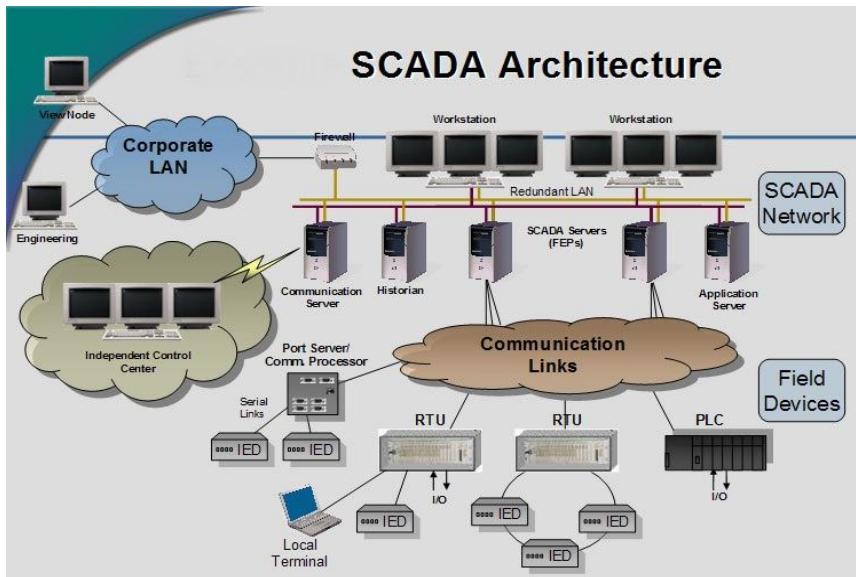 SCADA Architecture
View Node
Corporate
LAN
Engineering
Firewall
Workstation
Workstation
Redundant LAN
SCADA
Network
Communication
Server
Historian
SCADA Servers
(FEPs)
Application
Server
Independent Control
Center
Port Server/
Comm. Processor
Communication
Links
Field
Devices
Serial
Links
IED
IED
RTU
RTU
PLC
I/O
I/O
IED
IED
IED
IED
Local
Terminal